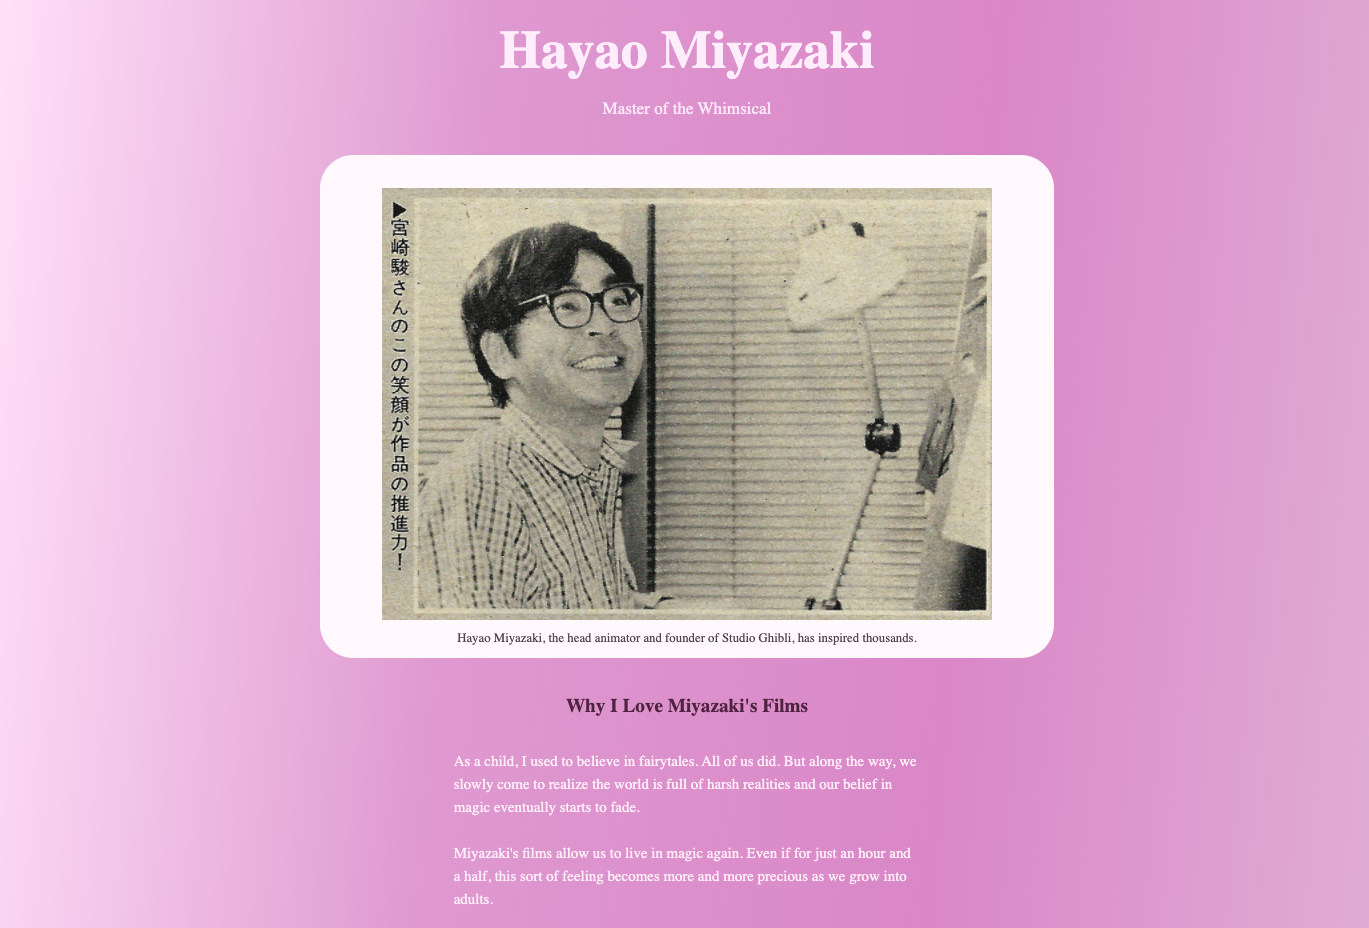 Hayao Miyazaki
Master of the Whimsical
▶宮崎駿さんのこの笑顔が作品の推進力!
Hayao Miyazaki, the head animator and founder of Studio Ghibli, has inspired thousands.
Why I Love Miyazaki's Films
As a child, I used to believe in fairytales. All of us did. But along the way, we
slowly come to realize the world is full of harsh realities and our belief in
magic eventually starts to fade.
Miyazaki's films allow us to live in magic again. Even if for just an hour and
a half, this sort of feeling becomes more and more precious as we grow into
adults.